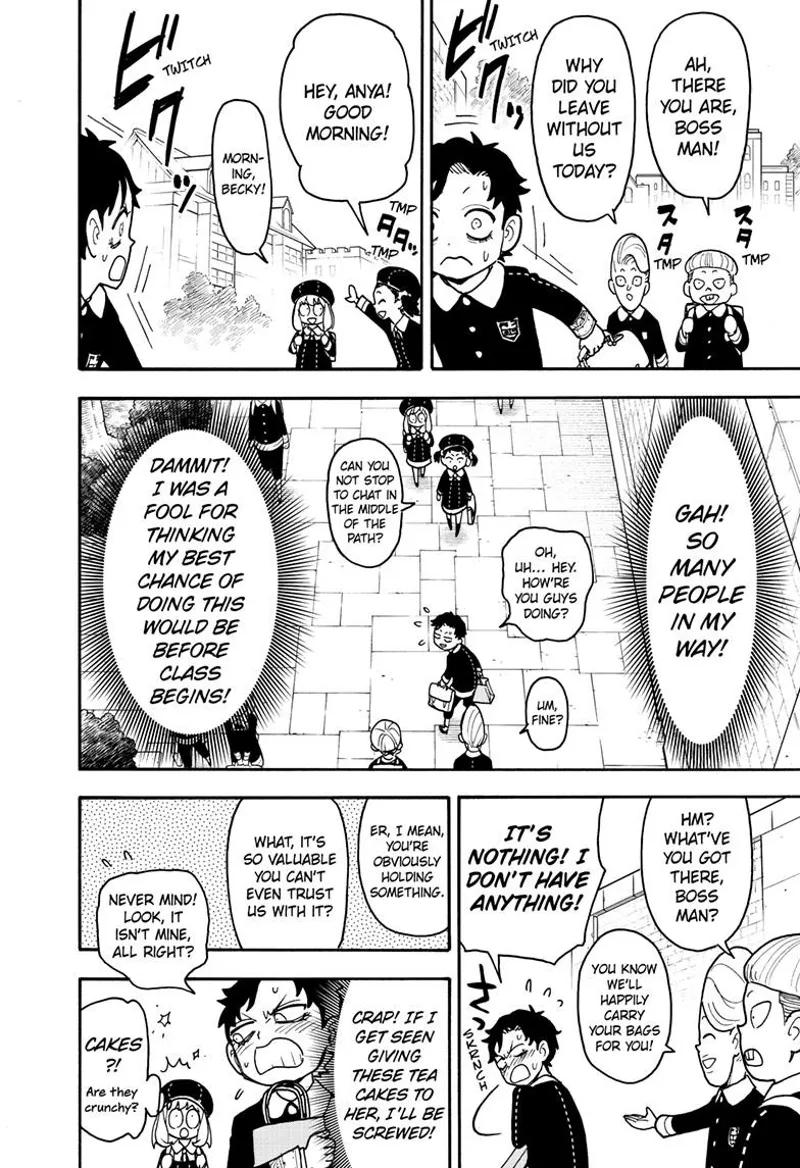 AH,
THERE
YOU ARE,
BOSS
MAN!
WHY
DID YOU
LEAVE
WITHOUT
US
TODAY?
スタ
TMP
スタ
TMP
ビクッ
TWITCH
HEY, ANYA!
GOOD
MORNING!
MORN-
ING,
BECKY!
TMP
タタッ
TMP
ビクッ
TWITCH
GAH!
SO
MANY
PEOPLE
IN MY
WAY!
CAN YOU
NOT STOP
TO CHAT IN
THE MIDDLE
OF THE
PATH?
OH,
UH... HEY.
HOW'RE
YOU GUYS
DOING?
UM,
FINE?
DAMMIT!
I WAS A
FOOL FOR
THINKING
MY BEST
CHANCE OF
DOING THIS
WOULD BE
BEFORE
CLASS
BEGINS!
HM?
WHAT'VE
YOU GOT
THERE,
BOSS
MAN?
YOU KNOW
WE'LL
HAPPILY
CARRY
YOUR BAGS
FOR YOU!
IT'S
NOTHING! I
DON'T HAVE
ANYTHING!
サッ
ER, I MEAN,
YOU'RE
OBVIOUSLY
HOLDING
SOMETHING.
WHAT, IT'S
SO VALUABLE
YOU CAN'T
EVEN TRUST
US WITH IT?
NEVER MIND!
LOOK, IT
ISN'T MINE,
ALL RIGHT?
CRAP! IF I
GET SEEN
GIVING
THESE TEA
CAKES TO
HER, I'LL BE
SCREWED!
CAKES
?!
Are they
crunchy?